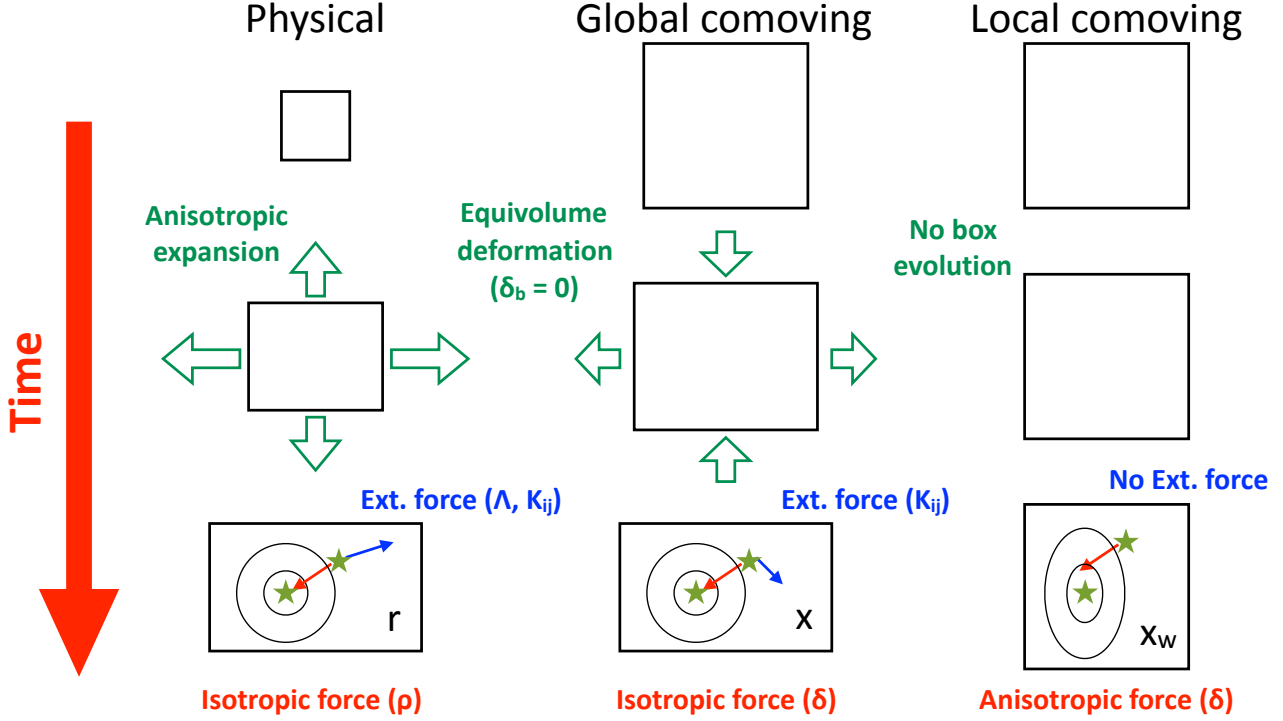 Physical
Global comoving
Local comoving
Time
Anisotropic
expansion
Equivolume
deformation
(δb = 0)
No box
evolution
Ext. force (Λ, Kij)
Ext. force (Kij)
No Ext. force
r
x
xw
Isotropic force (ρ)
Isotropic force (δ)
Anisotropic force (δ)